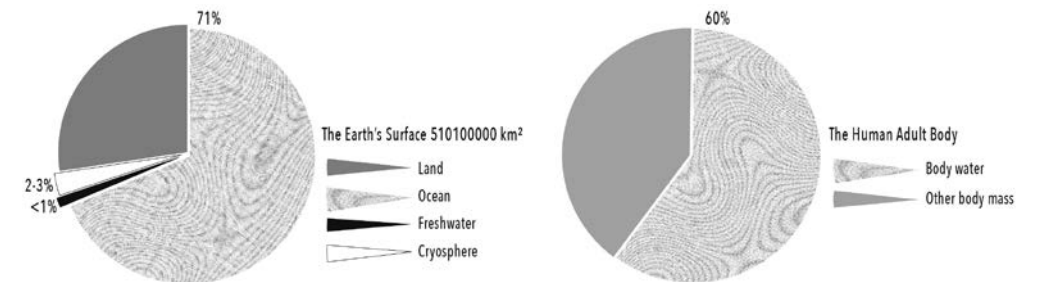 71%
2-3%
<1%
The Earth's Surface 510100000 km²
Land
Ocean
Freshwater
Cryosphere
60%
The Human Adult Body
Body water
Other body mass